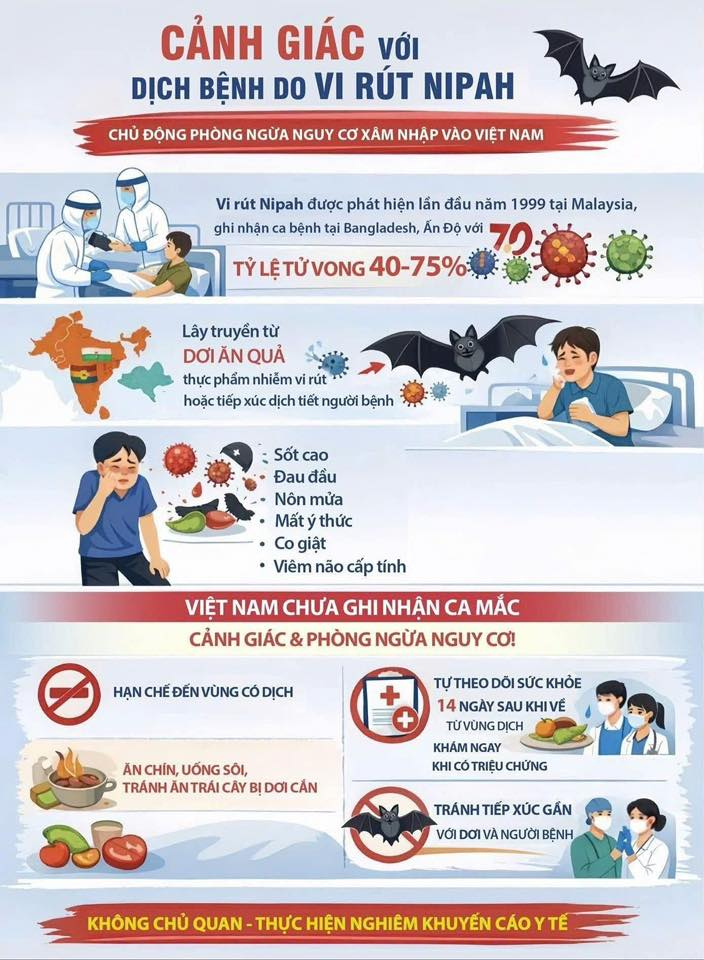 CẢNH GIÁC VỚI
DỊCH BỆNH DO VI RÚT NIPAH
CHỦ ĐỘNG PHÒNG NGỪA NGUY CƠ XÂM NHẬP VÀO VIỆT NAM
Vi rút Nipah được phát hiện lần đầu năm 1999 tại Malaysia,
ghi nhận ca bệnh tại Bangladesh, Ấn Độ với 70
TỶ LỆ TỬ VONG 40-75%
Lây truyền từ
DƠI ĂN QUẢ
thực phẩm nhiễm vi rút
hoặc tiếp xúc dịch tiết người bệnh
• Sốt cao
• Đau đầu
• Nôn mửa
• Mất ý thức
• Co giật
• Viêm não cấp tính
VIỆT NAM CHƯA GHI NHẬN CA MẮC
CẢNH GIÁC & PHÒNG NGỪA NGUY CƠ!
HẠN CHẾ ĐẾN VÙNG CÓ DỊCH
ĂN CHÍN, UỐNG SÔI,
TRÁNH ĂN TRÁI CÂY BỊ DƠI CẮN
TỰ THEO DÕI SỨC KHỎE
14 NGÀY SAU KHI VỀ
TỪ VÙNG DỊCH
KHÁM NGAY
KHI CÓ TRIỆU CHỨNG
TRÁNH TIẾP XÚC GẦN
VỚI DƠI VÀ NGƯỜI BỆNH
KHÔNG CHỦ QUAN - THỰC HIỆN NGHIÊM KHUYẾN CÁO Y TẾ